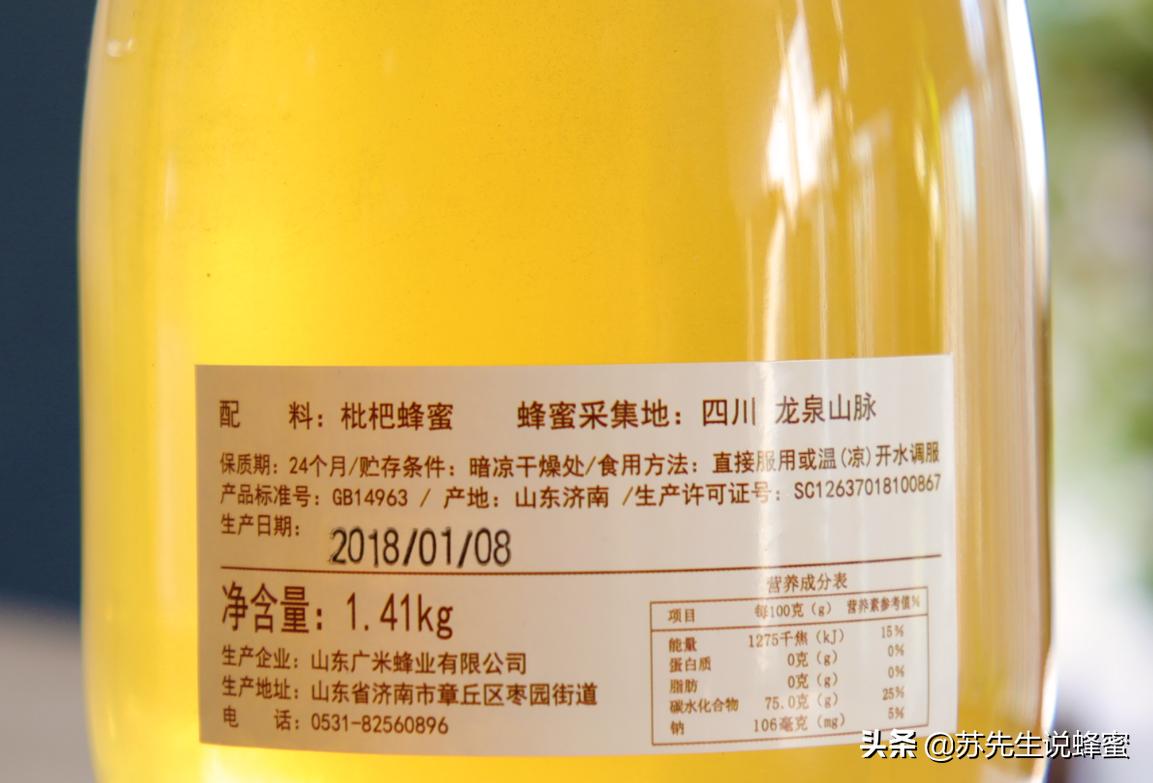 配　　料：枇杷蜂蜜　　蜂蜜采集地：四川 龙泉山脉
保质期：24个月/贮存条件：暗凉干燥处/食用方法：直接服用或温(凉)开水调服
产品标准号：GB14963 / 产地：山东济南 /生产许可证号：SC12637018100867
生产日期：2018/01/08
净含量：1.41kg
生产企业：山东广米蜂业有限公司
生产地址：山东省济南市章丘区枣园街道
电　　话：0531-82560896
营养成分表
项目 每100克（g） 营养素参考值%
能量 1275千焦（kJ） 15%
蛋白质 0克（g） 0%
脂肪 0克（g） 0%
碳水化合物 75.0克（g） 25%
钠 106毫克（mg） 5%
头条 @苏先生说蜂蜜